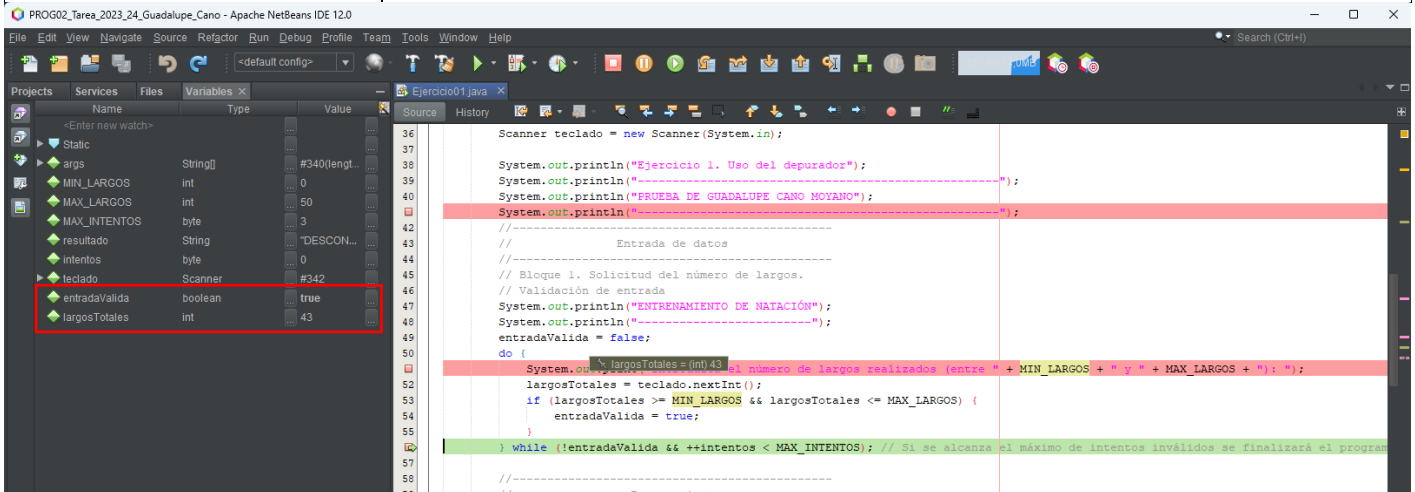 PROG02_Tarea_2023_24_Guadalupe_Cano - Apache NetBeans IDE 12.0
File Edit View Navigate Source Refactor Run Debug Profile Team Tools Window Help
Search (Ctrl+I)
<default config>
Projects Services Files Variables
Name Type Value
<Enter new watch>
Static
args String[] #340(lengt...
MIN_LARGOS int 0
MAX_LARGOS int 50
MAX_INTENTOS byte 3
resultado String "DESCON...
intentos byte 0
teclado Scanner #342
entradaValida boolean true
largosTotales int 43
Ejercicio01.java
Source History
36 Scanner teclado = new Scanner(System.in);
37
38 System.out.println("Ejercicio 1. Uso del depurador");
39 System.out.println("------------------------------------------------------");
40 System.out.println("PRUEBA DE GUADALUPE CANO MOYANO");
System.out.println("------------------------------------------------------");
42 //------------------------------------------------
43 // Entrada de datos
44 //------------------------------------------------
45 // Bloque 1. Solicitud del número de largos.
46 // Validación de entrada
47 System.out.println("ENTRENAMIENTO DE NATACIÓN");
48 System.out.println("--------------------------");
49 entradaValida = false;
50 do {
largosTotales = (int) 43
System.ou el número de largos realizados (entre " + MIN_LARGOS + " y " + MAX_LARGOS + "): ");
52 largosTotales = teclado.nextInt();
53 if (largosTotales >= MIN_LARGOS && largosTotales <= MAX_LARGOS) {
54 entradaValida = true;
55 }
} while (!entradaValida && ++intentos < MAX_INTENTOS); // Si se alcanza el máximo de intentos inválidos se finalizará el program
57
58 //------------------------------------------------